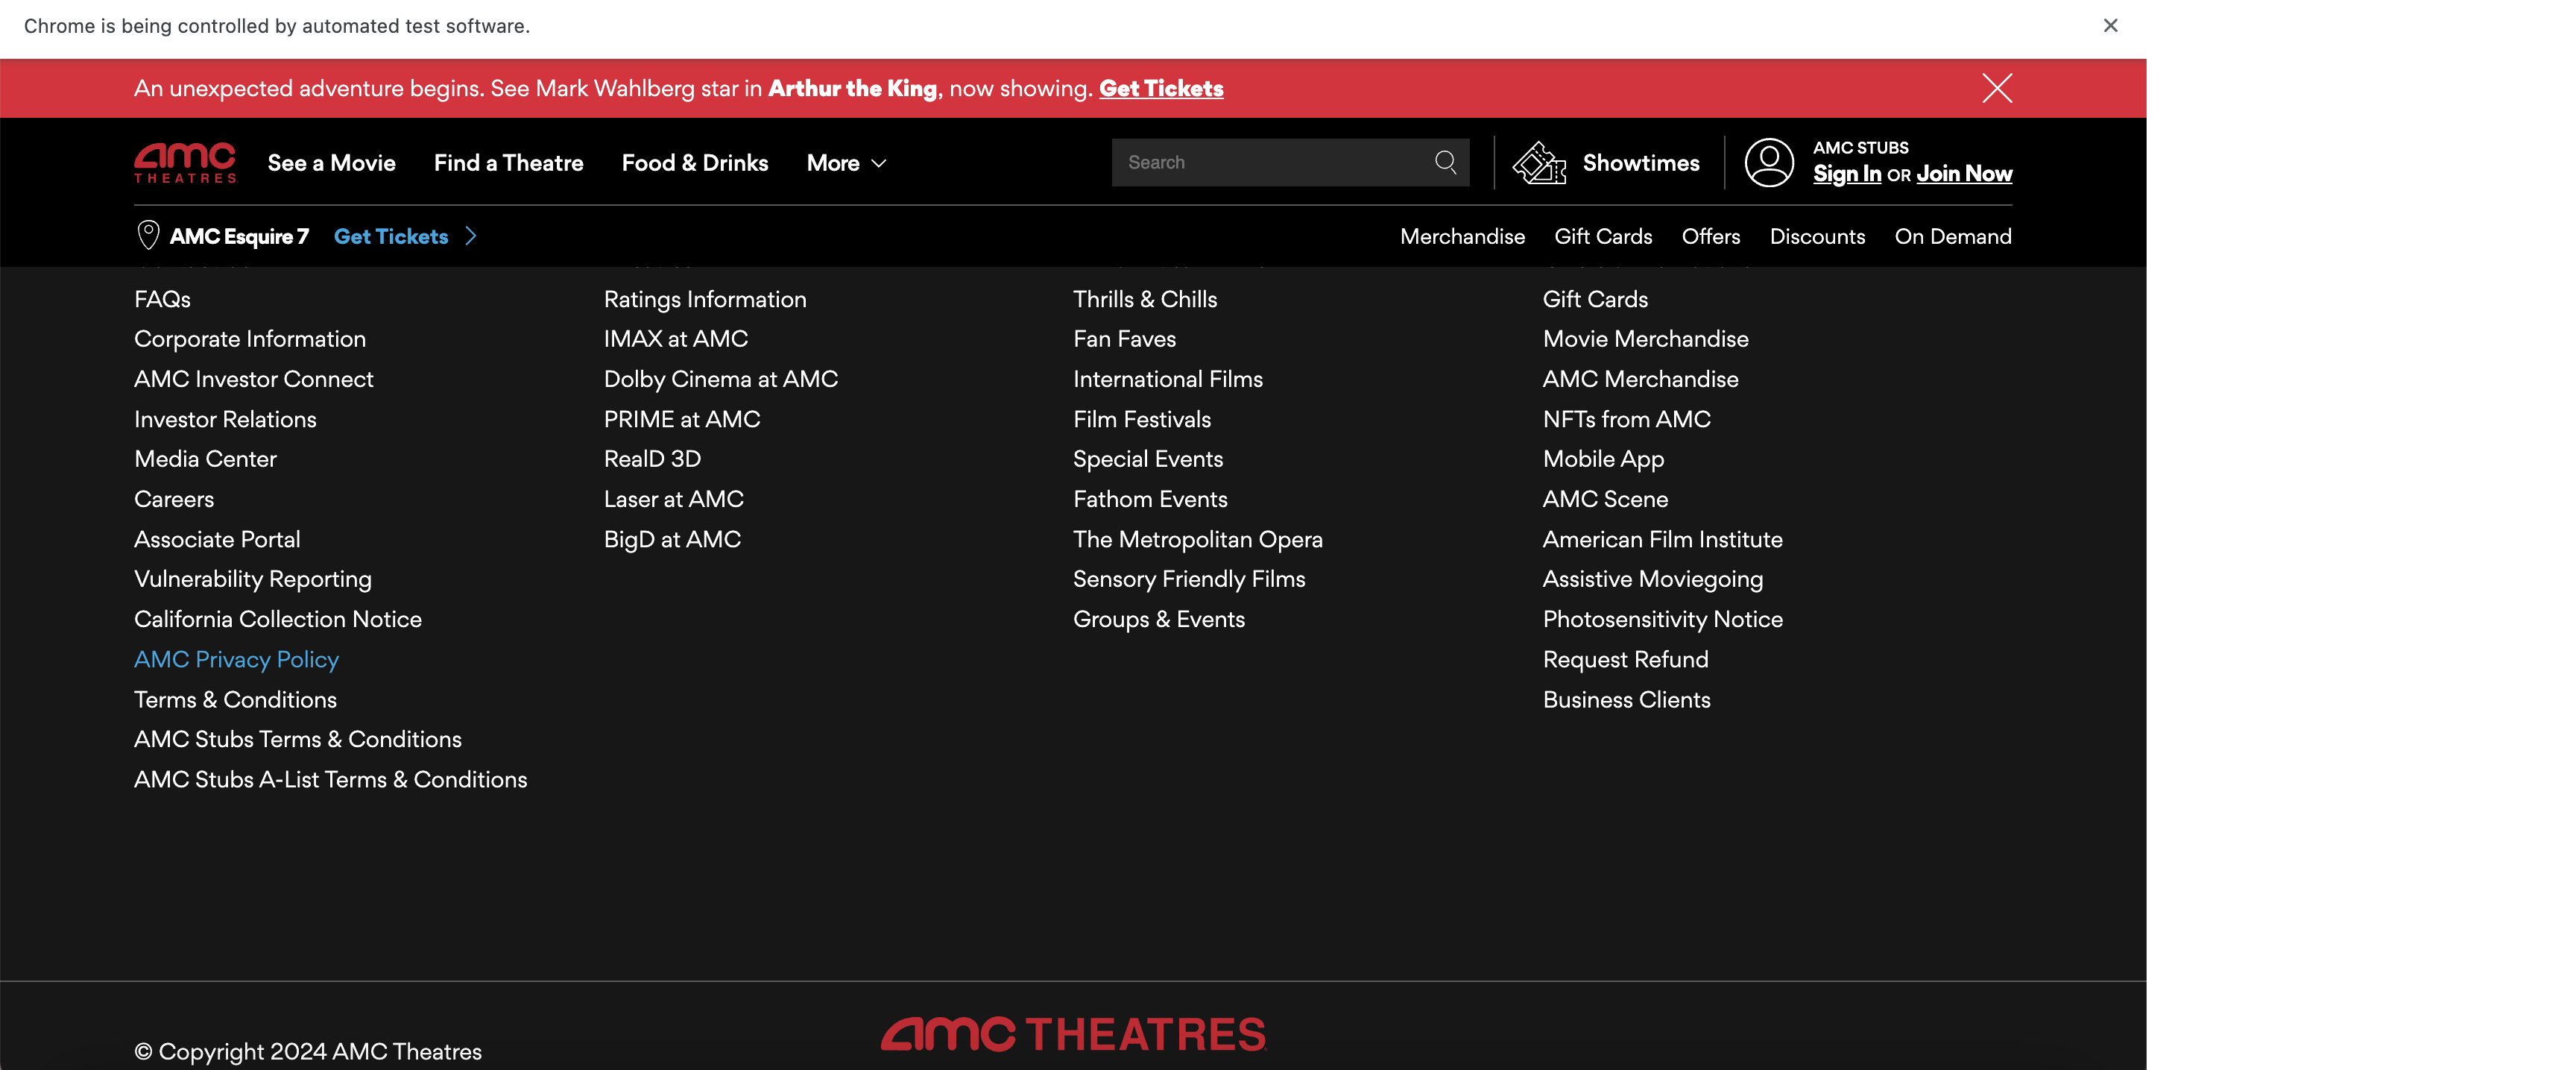 Chrome is being controlled by automated test software.
An unexpected adventure begins. See Mark Wahlberg star in Arthur the King, now showing. Get Tickets
amc THEATRES
See a Movie
Find a Theatre
Food & Drinks
More
Search
Showtimes
AMC STUBS
Sign In OR Join Now
AMC Esquire 7
Get Tickets
Merchandise
Gift Cards
Offers
Discounts
On Demand
FAQs
Corporate Information
AMC Investor Connect
Investor Relations
Media Center
Careers
Associate Portal
Vulnerability Reporting
California Collection Notice
AMC Privacy Policy
Terms & Conditions
AMC Stubs Terms & Conditions
AMC Stubs A-List Terms & Conditions
Ratings Information
IMAX at AMC
Dolby Cinema at AMC
PRIME at AMC
RealD 3D
Laser at AMC
BigD at AMC
Thrills & Chills
Fan Faves
International Films
Film Festivals
Special Events
Fathom Events
The Metropolitan Opera
Sensory Friendly Films
Groups & Events
Gift Cards
Movie Merchandise
AMC Merchandise
NFTs from AMC
Mobile App
AMC Scene
American Film Institute
Assistive Moviegoing
Photosensitivity Notice
Request Refund
Business Clients
© Copyright 2024 AMC Theatres
amc THEATRES